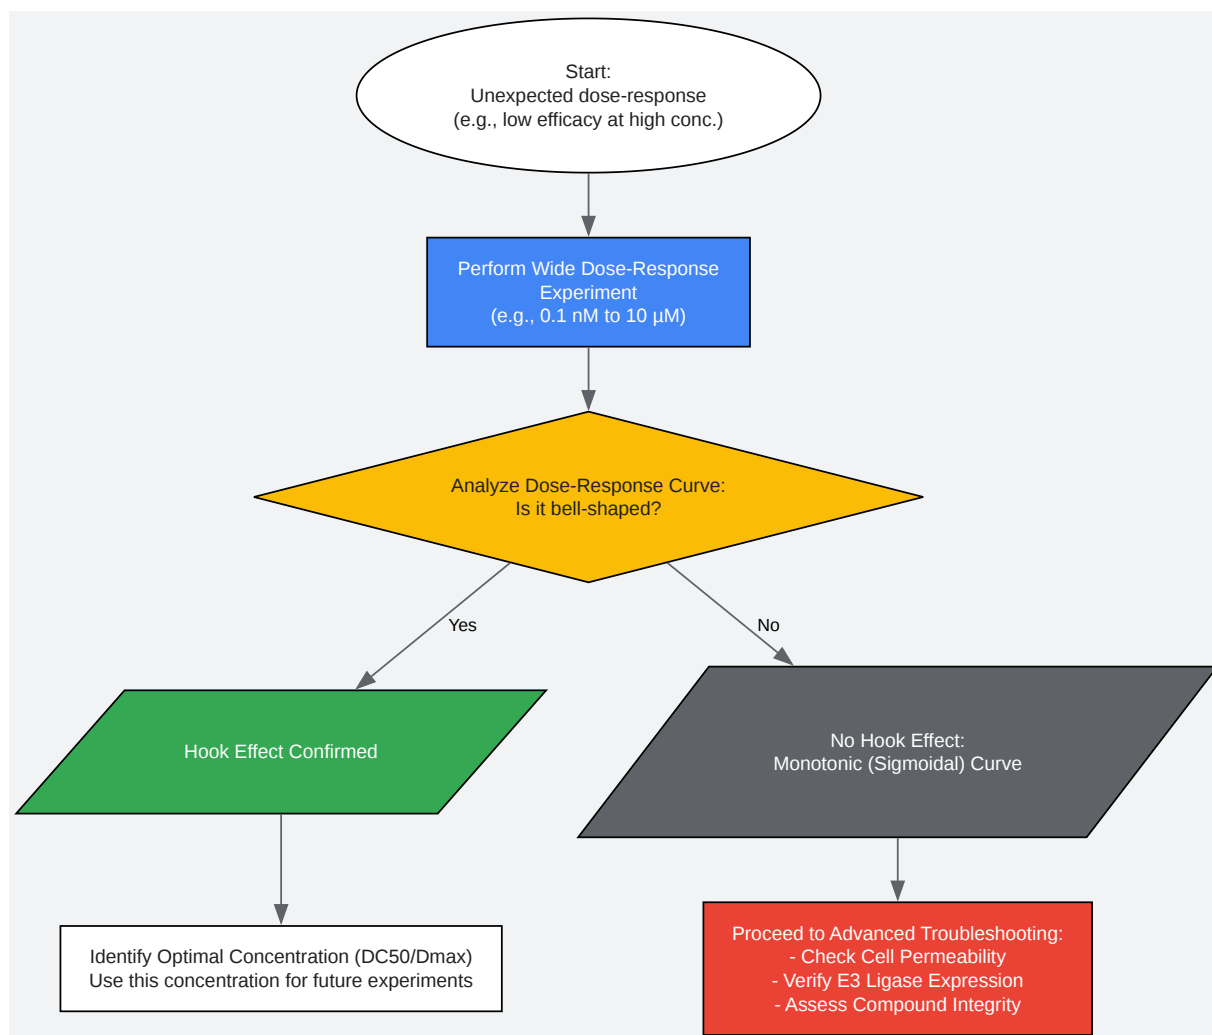 Start:
Unexpected dose-response
(e.g., low efficacy at high conc.)
Perform Wide Dose-Response
Experiment
(e.g., 0.1 nM to 10 µM)
Analyze Dose-Response Curve:
Is it bell-shaped?
Yes
No
Hook Effect Confirmed
No Hook Effect:
Monotonic (Sigmoidal) Curve
Identify Optimal Concentration (DC50/Dmax)
Use this concentration for future experiments
Proceed to Advanced Troubleshooting:
- Check Cell Permeability
- Verify E3 Ligase Expression
- Assess Compound Integrity